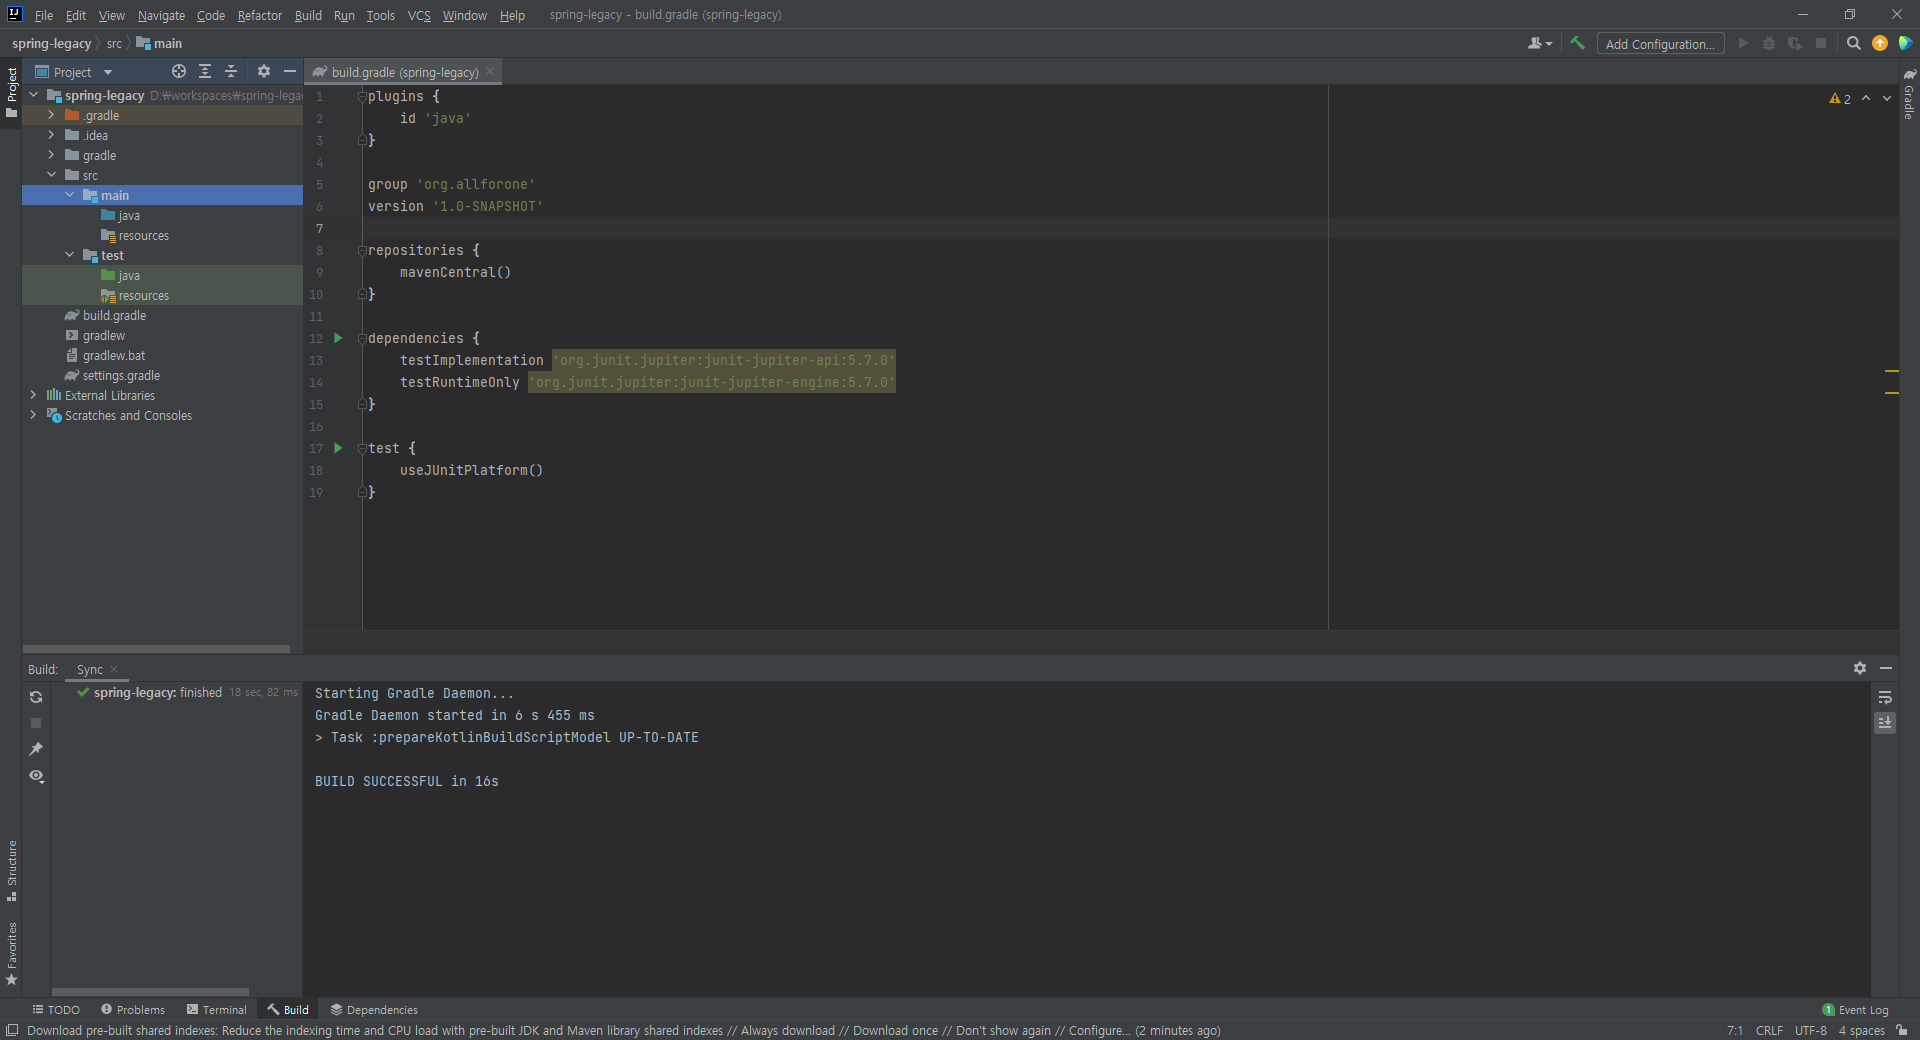 File Edit View Navigate Code Refactor Build Run Tools VCS Window Help spring-legacy - build.gradle (spring-legacy)
spring-legacy src main
Add Configuration...
Project
Project
build.gradle (spring-legacy)
Gradle
spring-legacy D:₩workspaces₩spring-lega
.gradle
.idea
gradle
src
main
java
resources
test
java
resources
build.gradle
gradlew
gradlew.bat
settings.gradle
External Libraries
Scratches and Consoles
1 plugins {
2 id 'java'
3 }
4
5 group 'org.allforone'
6 version '1.0-SNAPSHOT'
7
8 repositories {
9 mavenCentral()
10 }
11
12 dependencies {
13 testImplementation 'org.junit.jupiter:junit-jupiter-api:5.7.0'
14 testRuntimeOnly 'org.junit.jupiter:junit-jupiter-engine:5.7.0'
15 }
16
17 test {
18 useJUnitPlatform()
19 }
2
Build: Sync
spring-legacy: finished 18 sec, 82 ms
Starting Gradle Daemon...
Gradle Daemon started in 6 s 455 ms
> Task :prepareKotlinBuildScriptModel UP-TO-DATE
BUILD SUCCESSFUL in 16s
Structure
Favorites
TODO Problems Terminal Build Dependencies
1 Event Log
Download pre-built shared indexes: Reduce the indexing time and CPU load with pre-built JDK and Maven library shared indexes // Always download // Download once // Don't show again // Configure... (2 minutes ago)
7:1 CRLF UTF-8 4 spaces